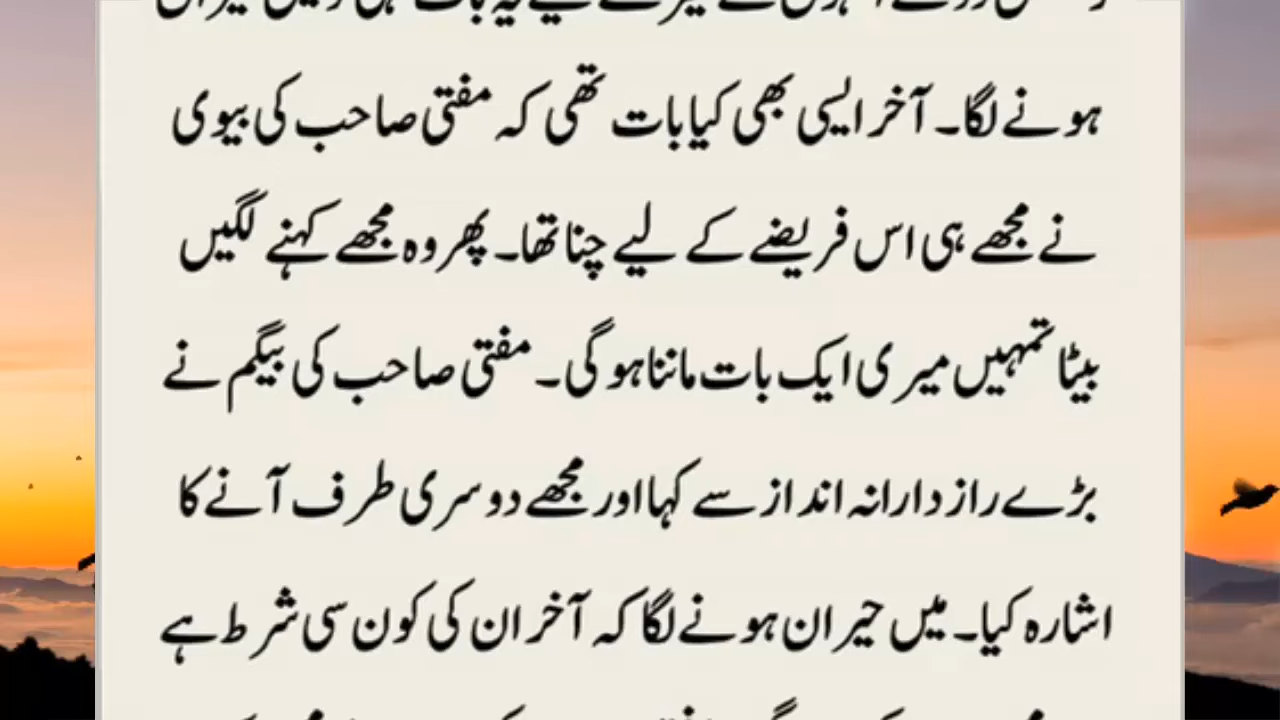 ہونے لگا۔ آخر ایسی بھی کیا بات تھی کہ مفتی صاحب کی بیوی
نے مجھے ہی اس فریضے کے لیے چنا تھا۔ پھر وہ مجھے کہنے لگیں
بیٹا تمہیں میری ایک بات ماننا ہو گی۔ مفتی صاحب کی بیگم نے
بڑے رازدارانہ انداز سے کہا اور مجھے دوسری طرف آنے کا
اشارہ کیا۔ میں حیران ہونے لگا کہ آخر ان کی کون سی شرط ہے